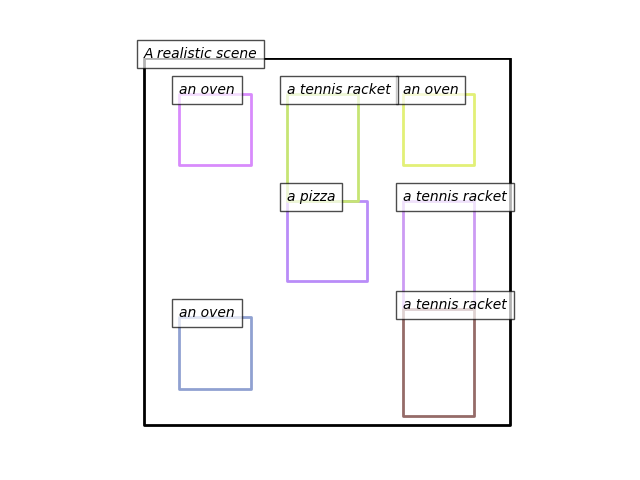 A realistic scene
an oven
a tennis racket
an oven
a pizza
a tennis racket
an oven
a tennis racket